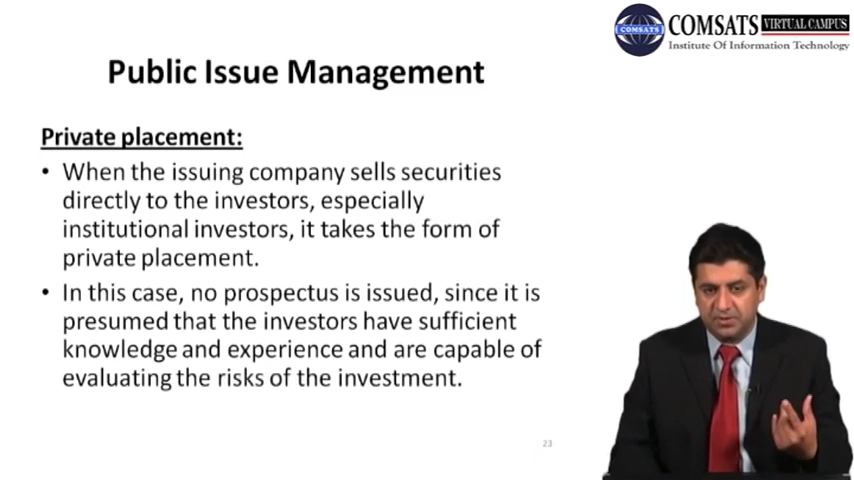 COMSATS
COMSATS VIRTUAL CAMPUS
Institute Of Information Technology
Public Issue Management
Private placement:
• When the issuing company sells securities
directly to the investors, especially
institutional investors, it takes the form of
private placement.
• In this case, no prospectus is issued, since it is
presumed that the investors have sufficient
knowledge and experience and are capable of
evaluating the risks of the investment.
23